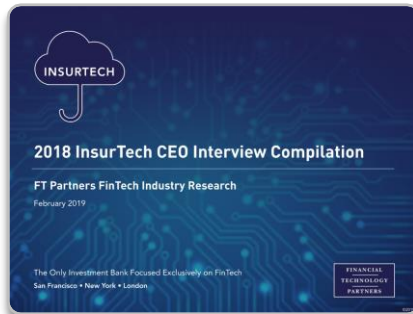 INSURTECH
2018 InsurTech CEO Interview Compilation
FT Partners FinTech Industry Research
February 2019
The Only Investment Bank Focused Exclusively on FinTech
San Francisco • New York • London
FINANCIAL
TECHNOLOGY
PARTNERS